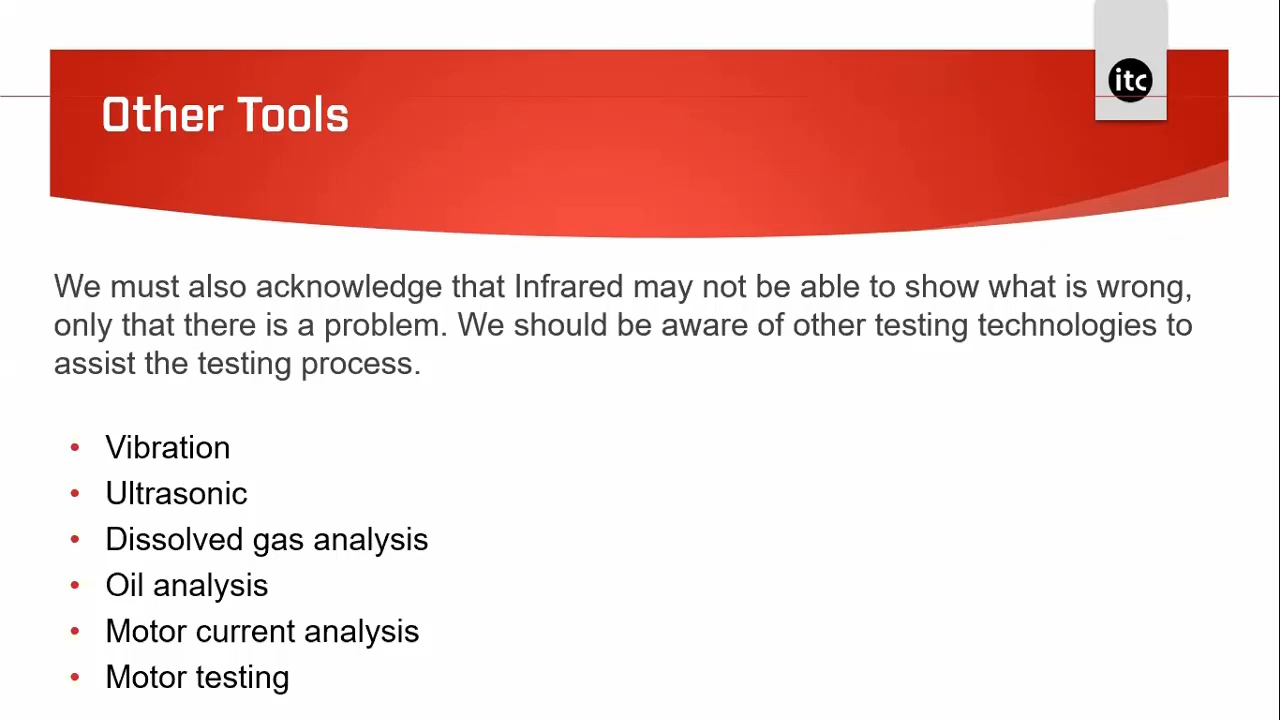 itc
Other Tools
We must also acknowledge that Infrared may not be able to show what is wrong,
only that there is a problem. We should be aware of other testing technologies to
assist the testing process.
• Vibration
• Ultrasonic
• Dissolved gas analysis
• Oil analysis
• Motor current analysis
• Motor testing